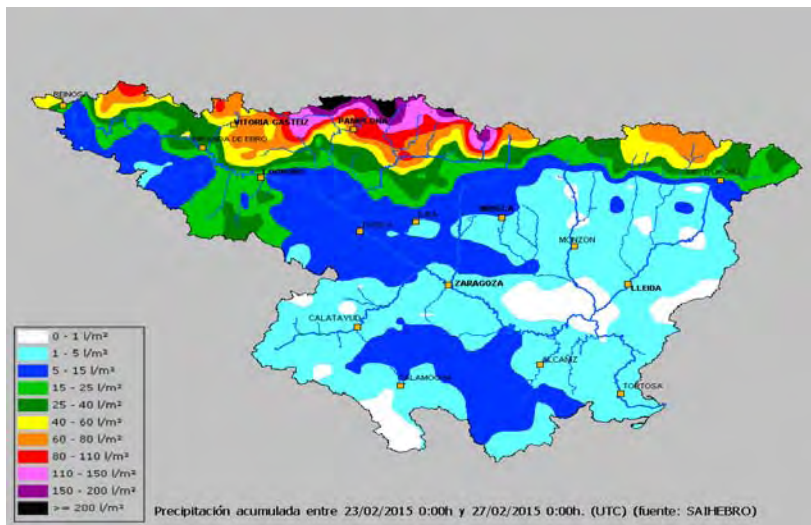 REINOSA
VITORIA-GASTEIZ
PAMPLONA
MIRANDA DE EBRO
LOGROÑO
TUDELA
EJEA
HUESCA
MONZON
ZARAGOZA
LLEIDA
CALATAYUD
ALCAÑIZ
CALAMOCHA
TORTOSA
0 - 1 l/m²
1 - 5 l/m²
5 - 15 l/m²
15 - 25 l/m²
25 - 40 l/m²
40 - 60 l/m²
60 - 80 l/m²
80 - 110 l/m²
110 - 150 l/m²
150 - 200 l/m²
>= 200 l/m²
Precipitación acumulada entre 23/02/2015 0:00h y 27/02/2015 0:00h. (UTC) (fuente: SAIHEBRO)